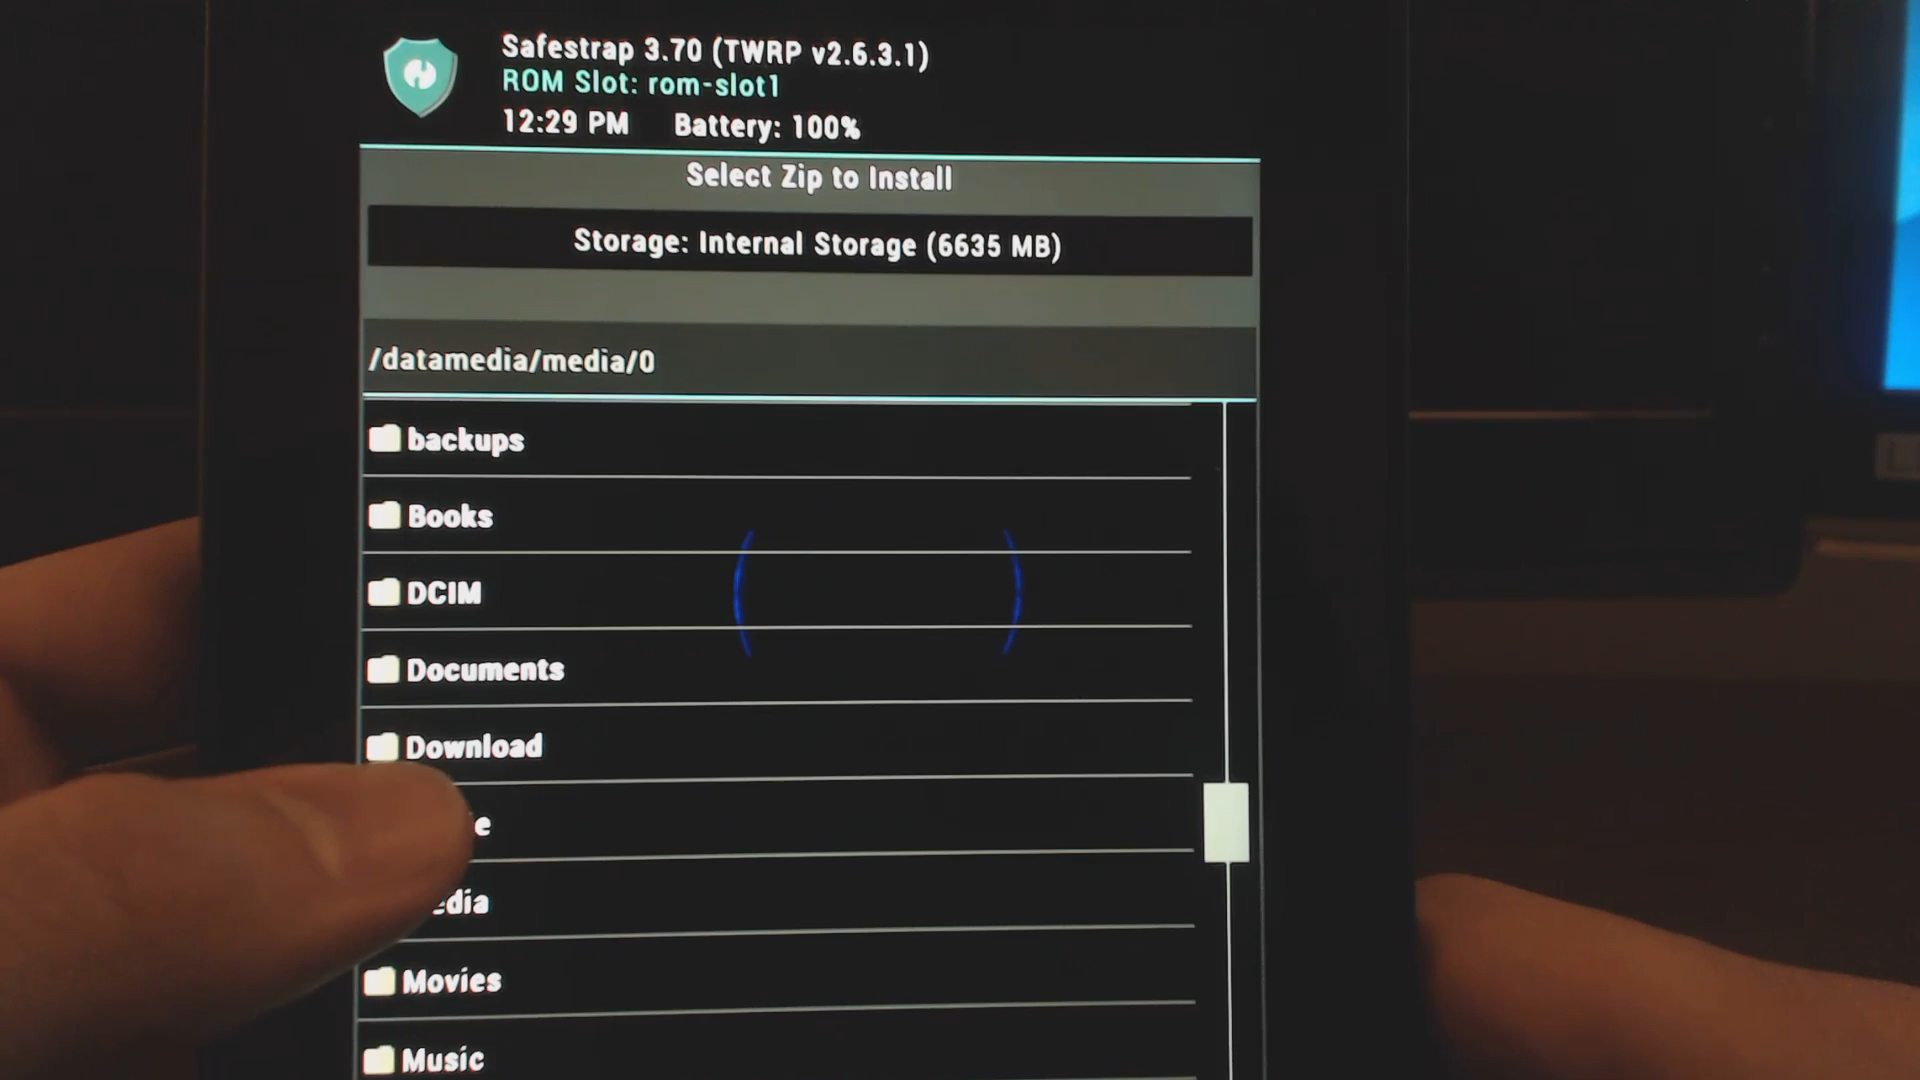 Safestrap 3.70 (TWRP v2.6.3.1)
ROM Slot: rom-slot1
12:29 PM Battery: 100%
Select Zip to Install
Storage: Internal Storage (6635 MB)
/datamedia/media/0
backups
Books
DCIM
Documents
Download
Movies
Music